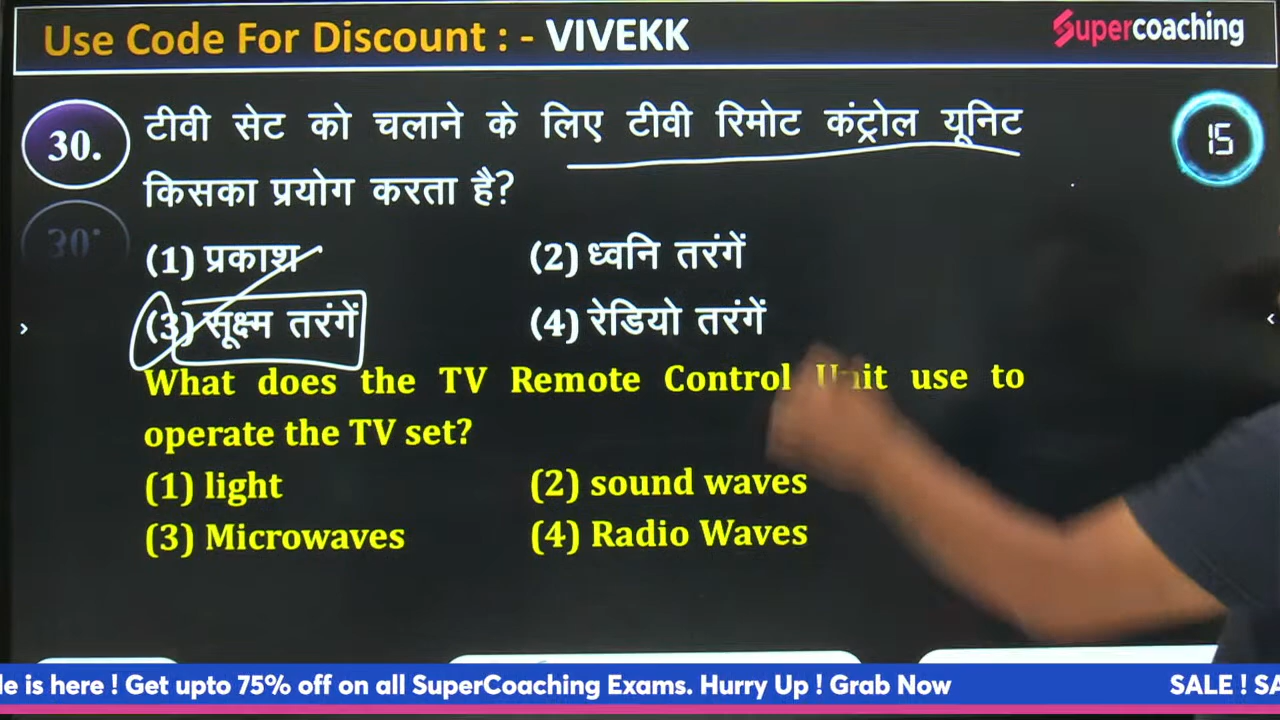 Use Code For Discount : - VIVEKK
Supercoaching
30.
टीवी सेट को चलाने के लिए टीवी रिमोट कंट्रोल यूनिट
किसका प्रयोग करता है?
15
(1) प्रकाश
(2) ध्वनि तरंगें
(3) सूक्ष्म तरंगें
(4) रेडियो तरंगें
What does the TV Remote Control Unit use to
operate the TV set?
(1) light
(2) sound waves
(3) Microwaves
(4) Radio Waves
le is here ! Get upto 75% off on all SuperCoaching Exams. Hurry Up ! Grab Now
SALE ! SA